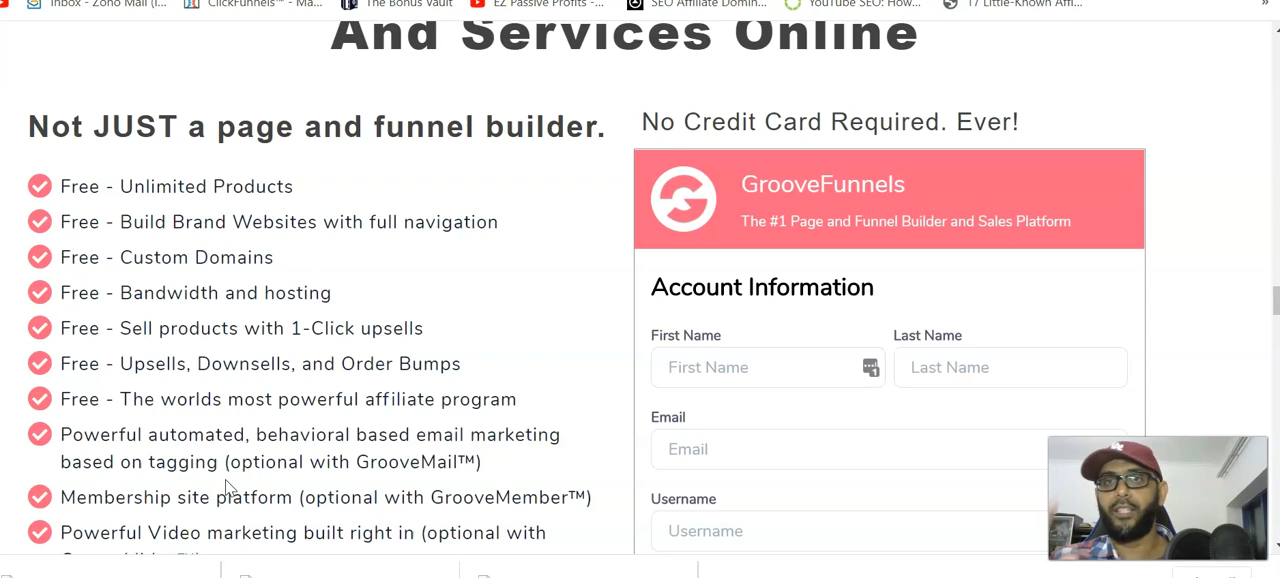 Inbox - Zoho Mail (I...
ClickFunnels™ - Ma...
The Bonus Vault
EZ Passive Profits -...
SEO Affiliate Domin...
YouTube SEO: How...
17 Little-Known Affi...
»
And Services Online
Not JUST a page and funnel builder.
Free - Unlimited Products
Free - Build Brand Websites with full navigation
Free - Custom Domains
Free - Bandwidth and hosting
Free - Sell products with 1-Click upsells
Free - Upsells, Downsells, and Order Bumps
Free - The worlds most powerful affiliate program
Powerful automated, behavioral based email marketing
based on tagging (optional with GrooveMail™)
Membership site platform (optional with GrooveMember™)
Powerful Video marketing built right in (optional with
No Credit Card Required. Ever!
GrooveFunnels
The #1 Page and Funnel Builder and Sales Platform
Account Information
First Name
Last Name
First Name
1
Last Name
Email
Email
Username
Username